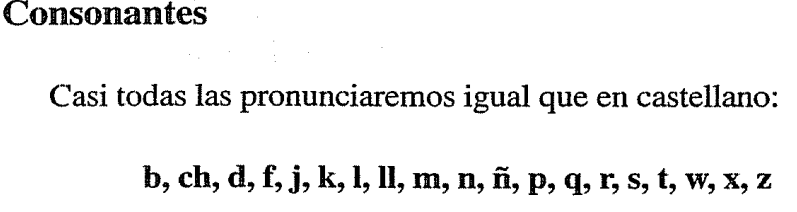 Consonantes
Casi todas las pronunciaremos igual que en castellano:
b, ch, d, f, j, k, l, ll, m, n, ñ, p, q, r, s, t, w, x, z